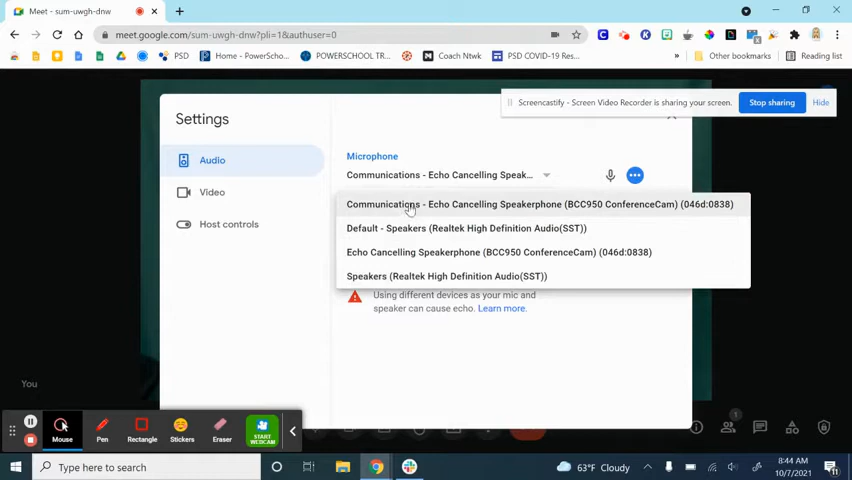 Meet - sum-uwgh-dnw
meet.google.com/sum-uwgh-dnw?pli=1&authuser=0
PSD
Home - PowerSchoo...
POWERSCHOOL TR...
Coach Ntwk
PSD COVID-19 Res...
»
Other bookmarks
Reading list
Screencastify - Screen Video Recorder is sharing your screen.
Stop sharing
Hide
Settings
Audio
Video
Host controls
Microphone
Communications - Echo Cancelling Speak...
Communications - Echo Cancelling Speakerphone (BCC950 ConferenceCam) (046d:0838)
Default - Speakers (Realtek High Definition Audio(SST))
Echo Cancelling Speakerphone (BCC950 ConferenceCam) (046d:0838)
Speakers (Realtek High Definition Audio(SST))
Using different devices as your mic and
speaker can cause echo. Learn more.
You
1
Mouse
Pen
Rectangle
Stickers
Eraser
START
WEBCAM
Type here to search
63°F Cloudy
8:44 AM
10/7/2021